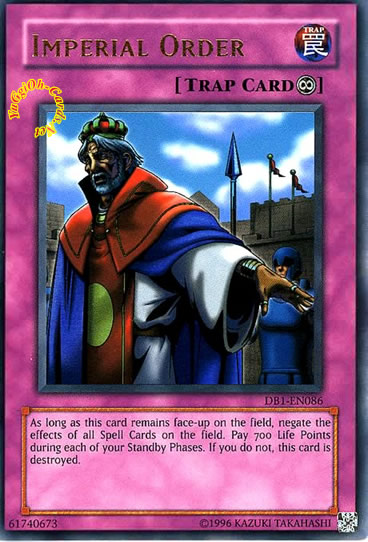 IMPERIAL ORDER
TRAP
罠
[TRAP CARD∞]
YuGiOh-Cards.Net
DB1-EN086
As long as this card remains face-up on the field, negate the
effects of all Spell Cards on the field. Pay 700 Life Points
during each of your Standby Phases. If you do not, this card is
destroyed.
61740673
©1996 KAZUKI TAKAHASHI